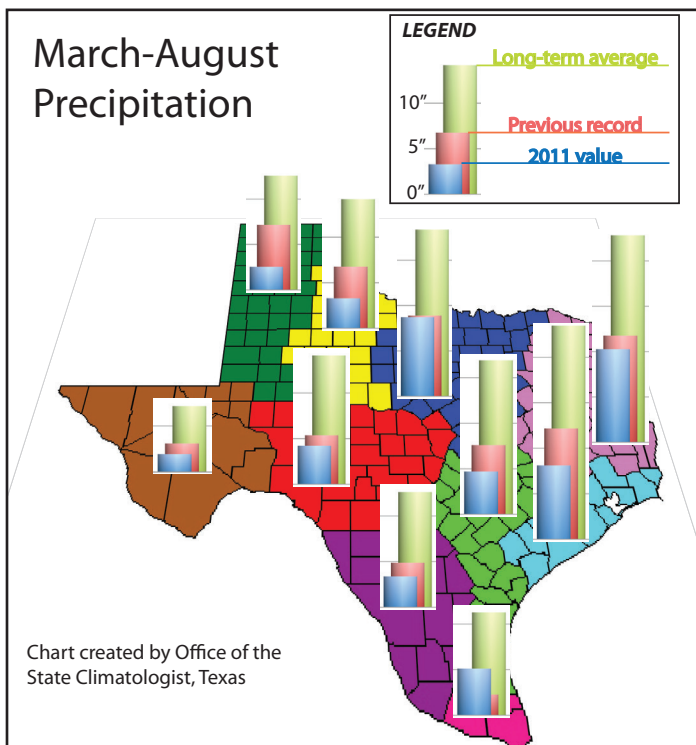 March-August
Precipitation
LEGEND
Long-term average
10”
Previous record
5”
2011 value
0”
Chart created by Office of the
State Climatologist, Texas